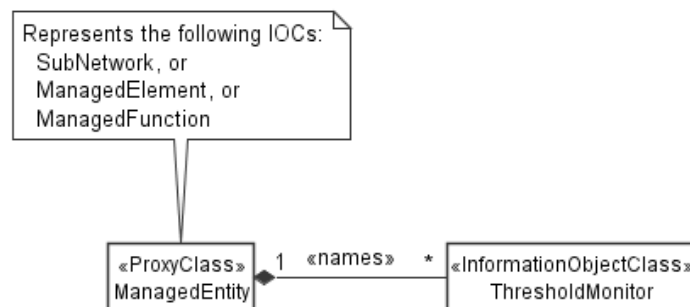 Represents the following IOCs:
SubNetwork, or
ManagedElement, or
ManagedFunction
«ProxyClass»
ManagedEntity
1 «names» *
«InformationObjectClass»
ThresholdMonitor